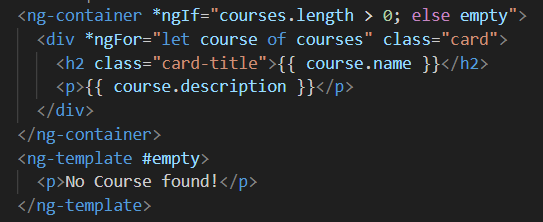 <ng-container *ngIf="courses.length > 0; else empty">
<div *ngFor="let course of courses" class="card">
<h2 class="card-title">{{ course.name }}</h2>
<p>{{ course.description }}</p>
</div>
</ng-container>
<ng-template #empty>
<p>No Course found!</p>
</ng-template>